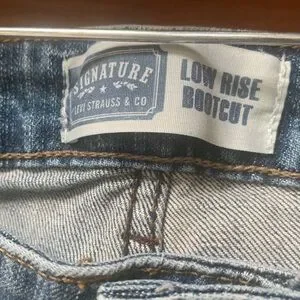 SIGNATURE
LEVI STRAUSS & CO
LOW RISE
BOOTCUT